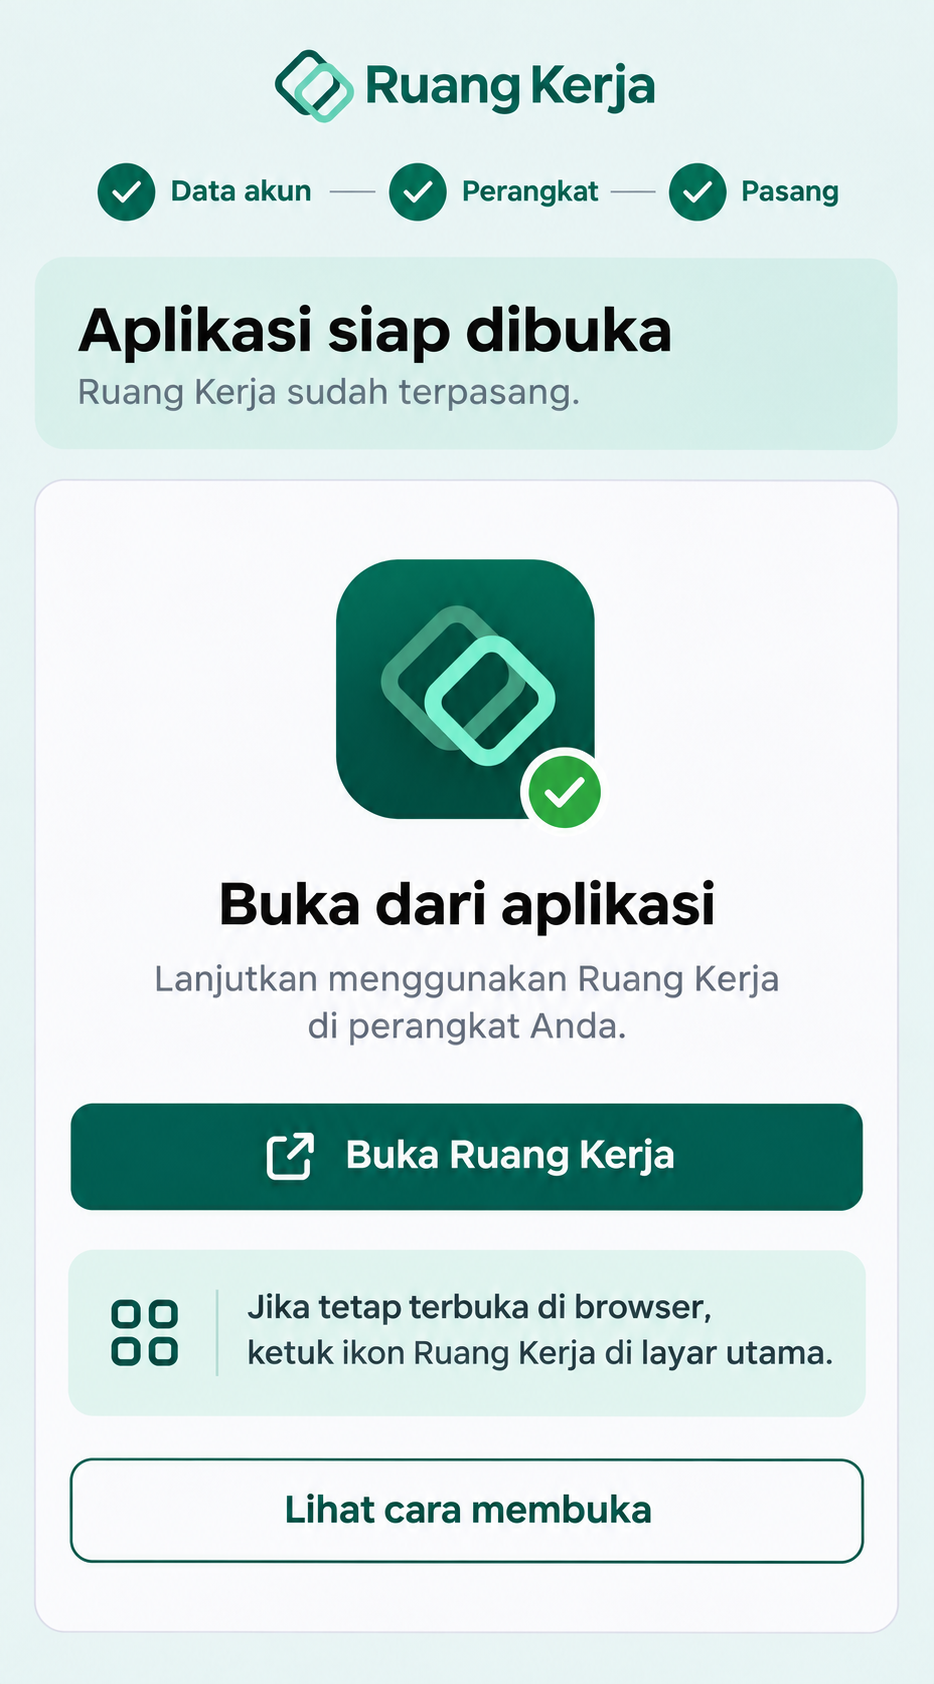 Ruang Kerja
Data akun
Perangkat
Pasang
Aplikasi siap dibuka
Ruang Kerja sudah terpasang.
Buka dari aplikasi
Lanjutkan menggunakan Ruang Kerja
di perangkat Anda.
Buka Ruang Kerja
Jika tetap terbuka di browser,
ketuk ikon Ruang Kerja di layar utama.
Lihat cara membuka